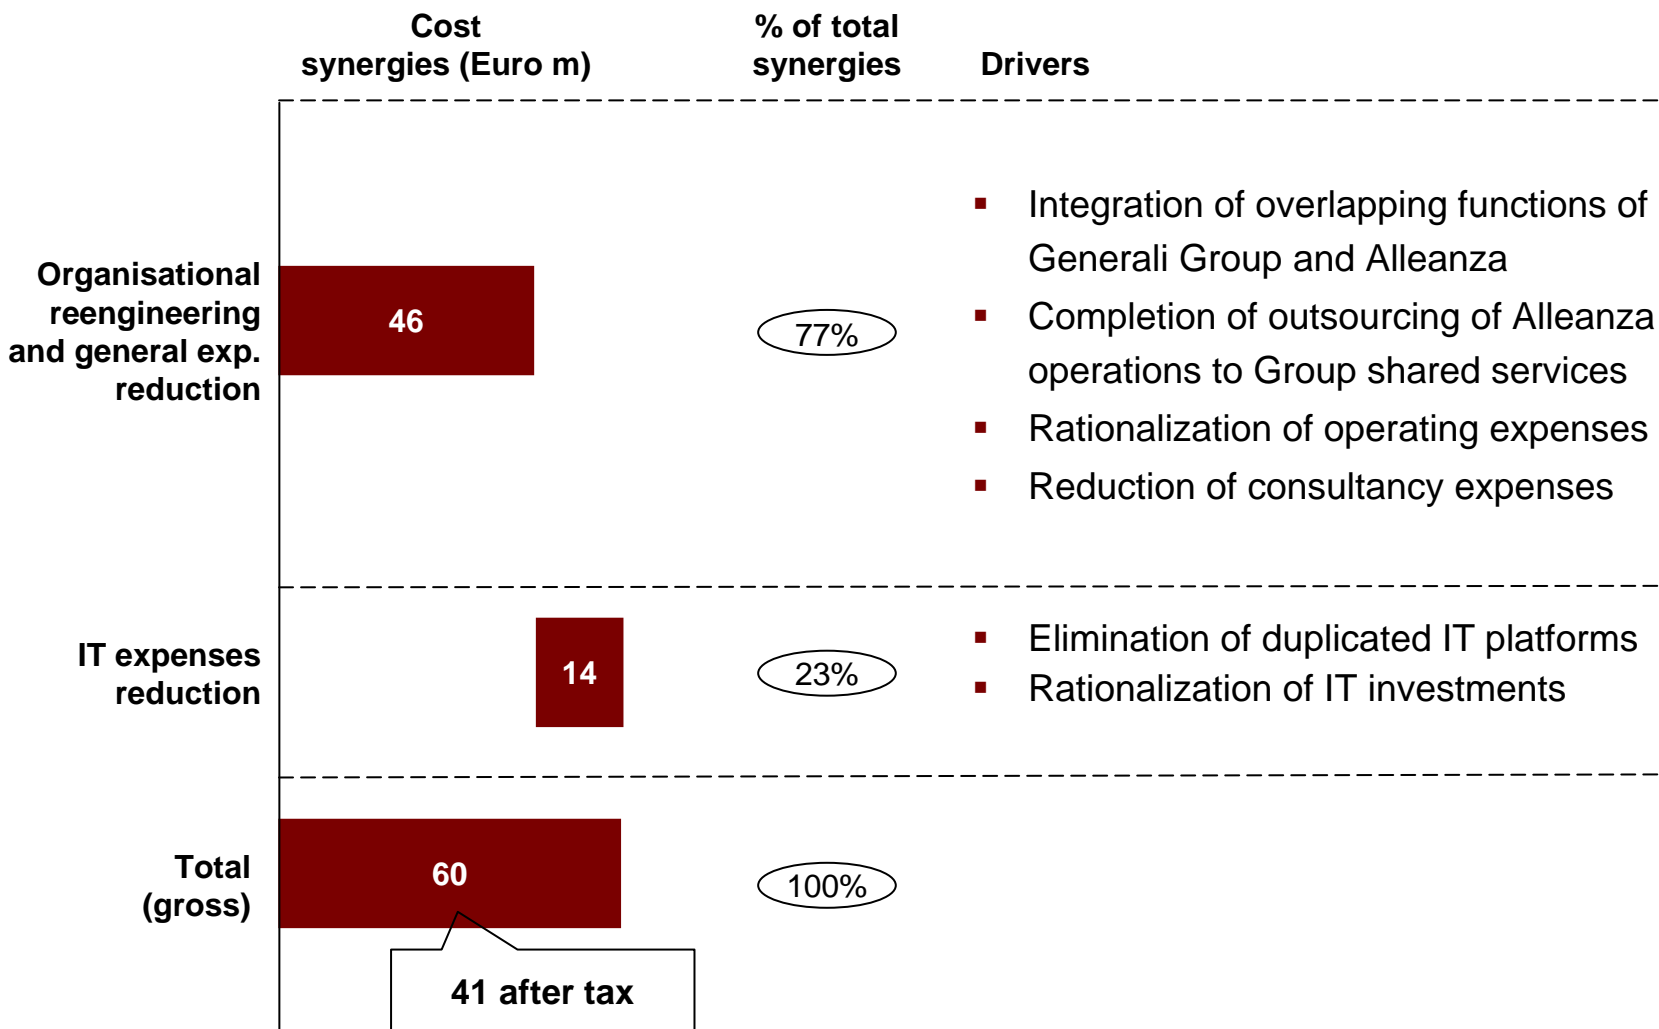 Cost
synergies (Euro m)
% of total
synergies
Drivers
Organisational
reengineering
and general exp.
reduction
46
77%
▪ Integration of overlapping functions of
Generali Group and Alleanza
▪ Completion of outsourcing of Alleanza
operations to Group shared services
▪ Rationalization of operating expenses
▪ Reduction of consultancy expenses
IT expenses
reduction
14
23%
▪ Elimination of duplicated IT platforms
▪ Rationalization of IT investments
Total
(gross)
60
100%
41 after tax